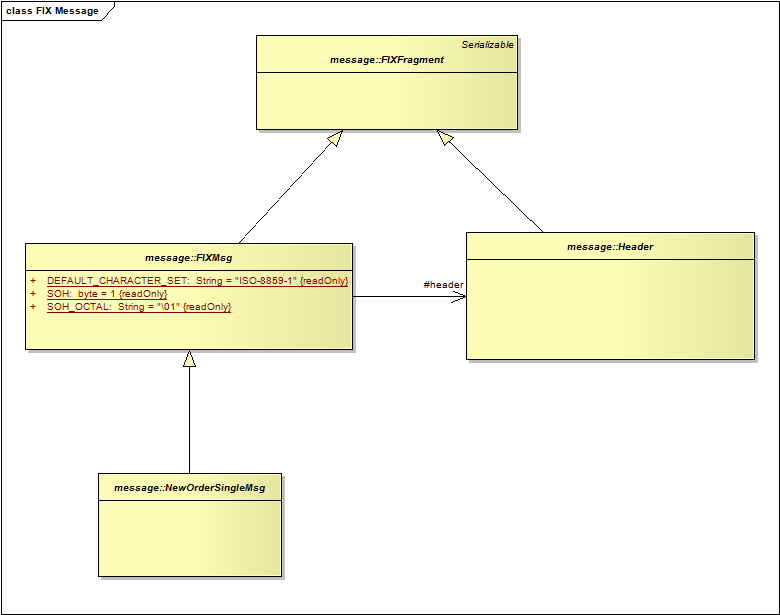 class FIX Message
Serializable
message::FIXFragment
message::FIXMsg
+ DEFAULT_CHARACTER_SET: String = "ISO-8859-1" {readOnly}
+ SOH: byte = 1 {readOnly}
+ SOH_OCTAL: String = "\01" {readOnly}
message::Header
#header
message::NewOrderSingleMsg